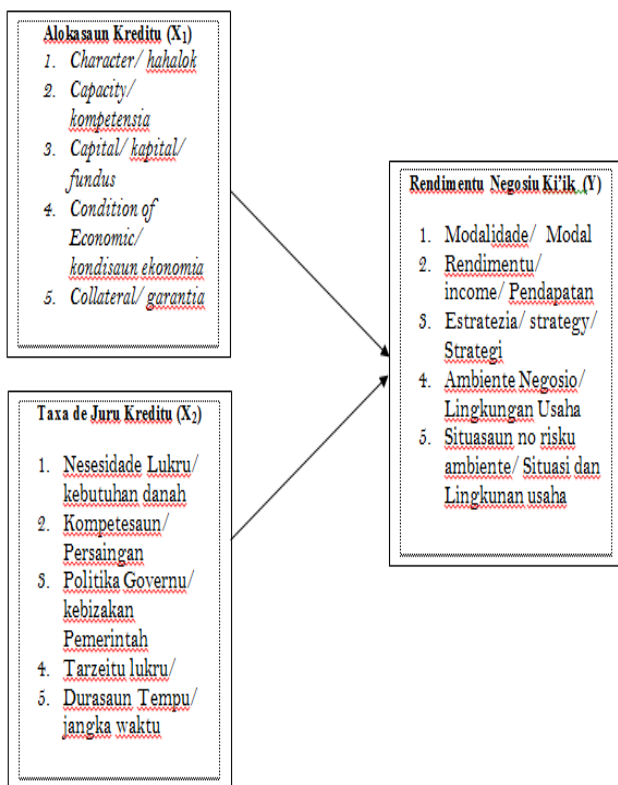 Alokasaun Kreditu (X₁)
1. Character/ hahalok
2. Capacity/
kompetensia
3. Capital/ kapital/
fundus
4. Condition of
Economic/
kondisaun ekonomia
5. Collateral/ garantia
Taxa de Juru Kreditu (X₂)
1. Nesesidade Lukru/
kebutuhan danah
2. Kompetesaun/
Persaingan
3. Politika Governu/
kebizakan
Pemerintah
4. Tarzeitu lukru/
5. Durasaun Tempu/
jangka waktu
Rendimentu Negosiu Ki'ik (Y)
1. Modalidade/ Modal
2. Rendimentu/
income/ Pendapatan
3. Estratezia/ strategy/
Strategi
4. Ambiente Negosio/
Lingkungan Usaha
5. Situasaun no risku
ambiente/ Situasi dan
Lingkunan usaha